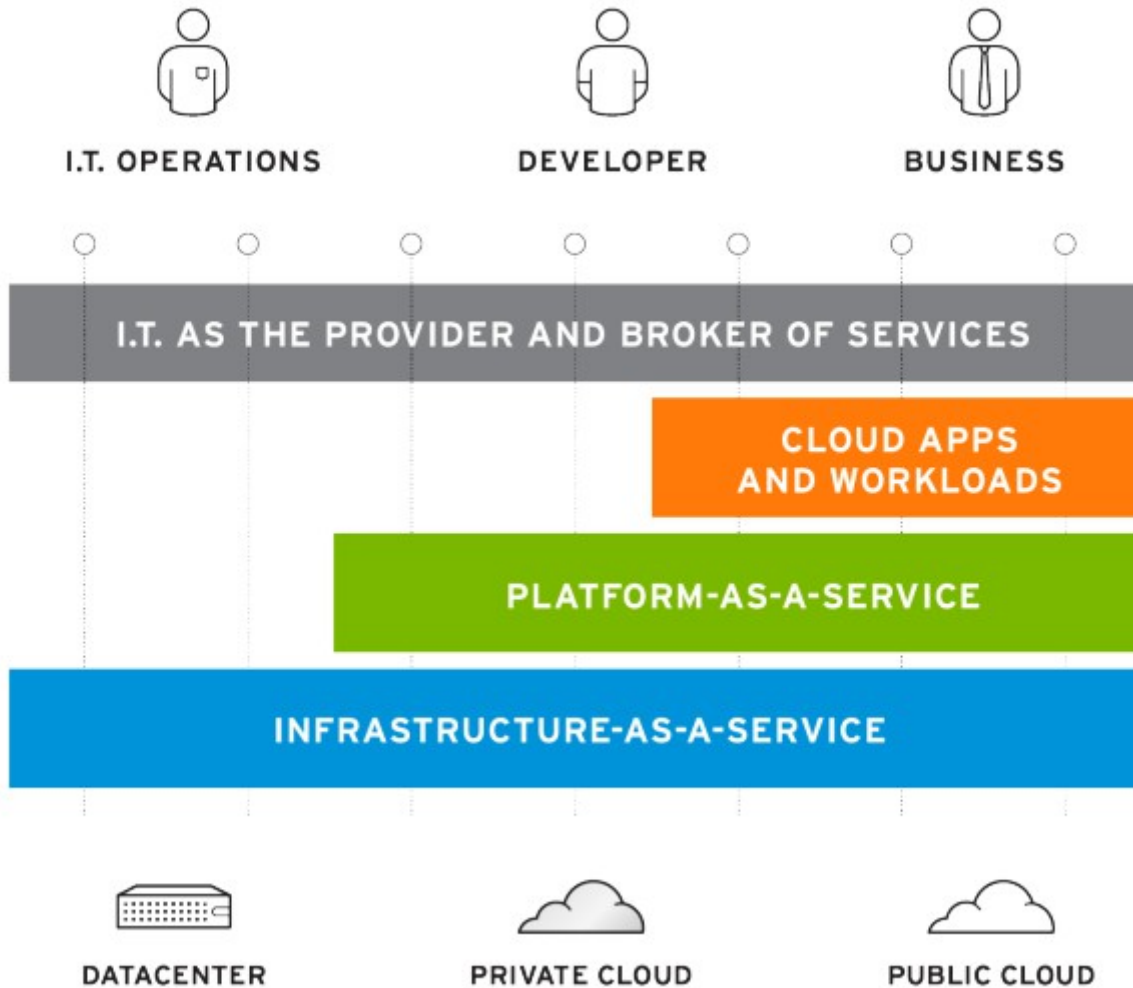 I.T. OPERATIONS
DEVELOPER
BUSINESS
I.T. AS THE PROVIDER AND BROKER OF SERVICES
CLOUD APPS
AND WORKLOADS
PLATFORM-AS-A-SERVICE
INFRASTRUCTURE-AS-A-SERVICE
DATACENTER
PRIVATE CLOUD
PUBLIC CLOUD